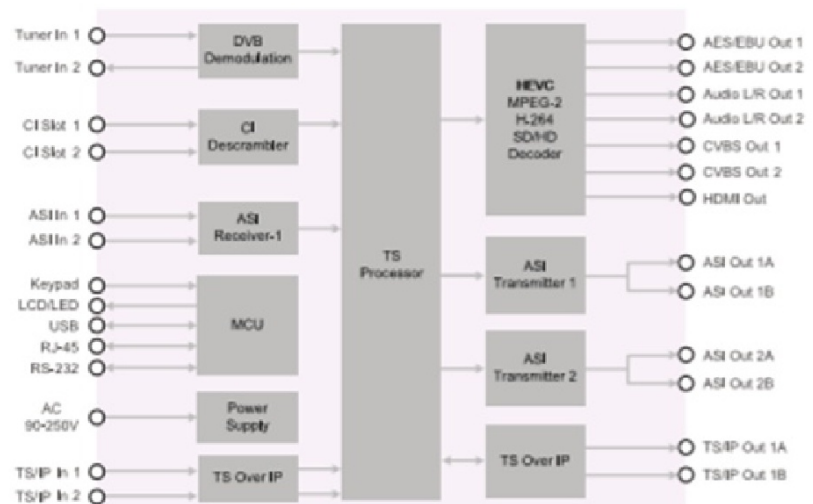 Tuner In 1
Tuner In 2
CI Slot 1
CI Slot 2
ASI In 1
ASI In 2
Keypad
LCD/LED
USB
RJ-45
RS-232
AC
90-250V
TS/IP In 1
TS/IP In 2
DVB
Demodulation
CI
Descrambler
ASI
Receiver-1
MCU
Power
Supply
TS Over IP
TS
Processor
HEVC
MPEG-2
H-264
SD/HD
Decoder
ASI
Transmitter 1
ASI
Transmitter 2
TS Over IP
AES/EBU Out 1
AES/EBU Out 2
Audio L/R Out 1
Audio L/R Out 2
CVBS Out 1
CVBS Out 2
HDMI Out
ASI Out 1A
ASI Out 1B
ASI Out 2A
ASI Out 2B
TS/IP Out 1A
TS/IP Out 1B